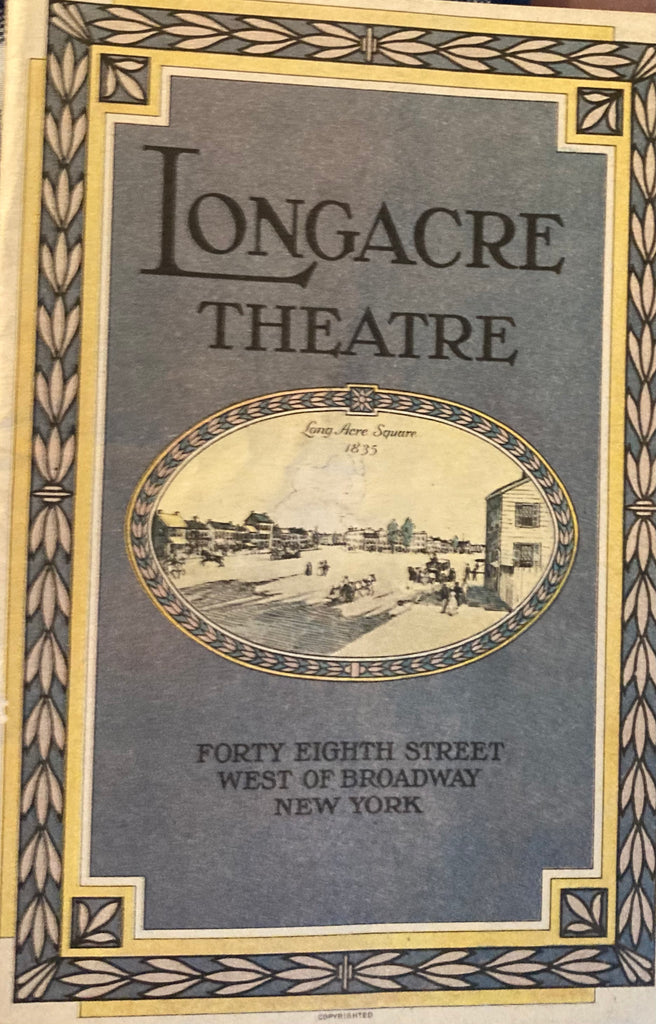 LONGACRE
THEATRE
Long Acre Square
1835
FORTY EIGHTH STREET
WEST OF BROADWAY
NEW YORK
COPYRIGHTED